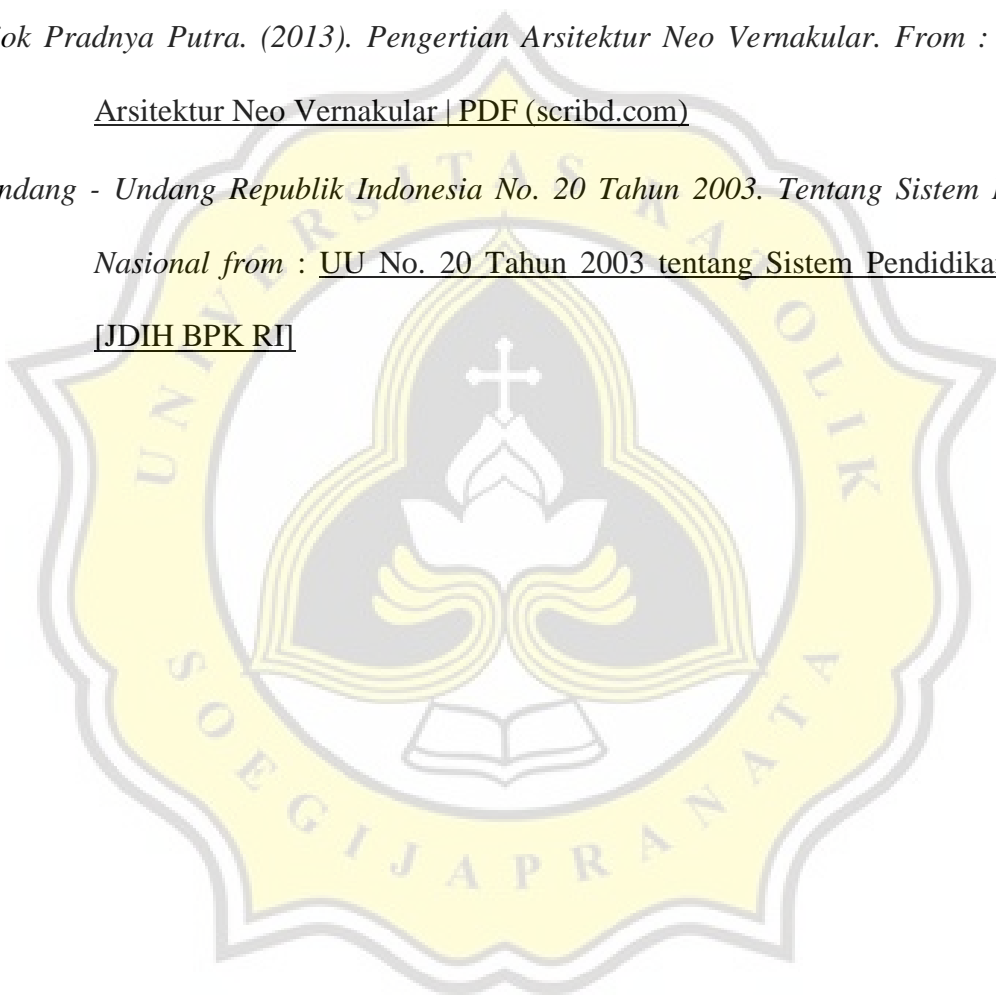 ok Pradnya Putra. (2013). Pengertian Arsitektur Neo Vernakular. From :
Arsitektur Neo Vernakular | PDF (scribd.com)
ndang - Undang Republik Indonesia No. 20 Tahun 2003. Tentang Sistem
Nasional from : UU No. 20 Tahun 2003 tentang Sistem Pendidika
[JDIH BPK RI]
UNIVERSITAS KATOLIK
SOEGIJAPRANATA